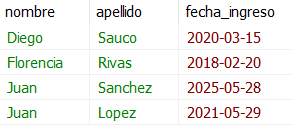 nombre apellido fecha_ingreso
Diego Sauco 2020-03-15
Florencia Rivas 2018-02-20
Juan Sanchez 2025-05-28
Juan Lopez 2021-05-29